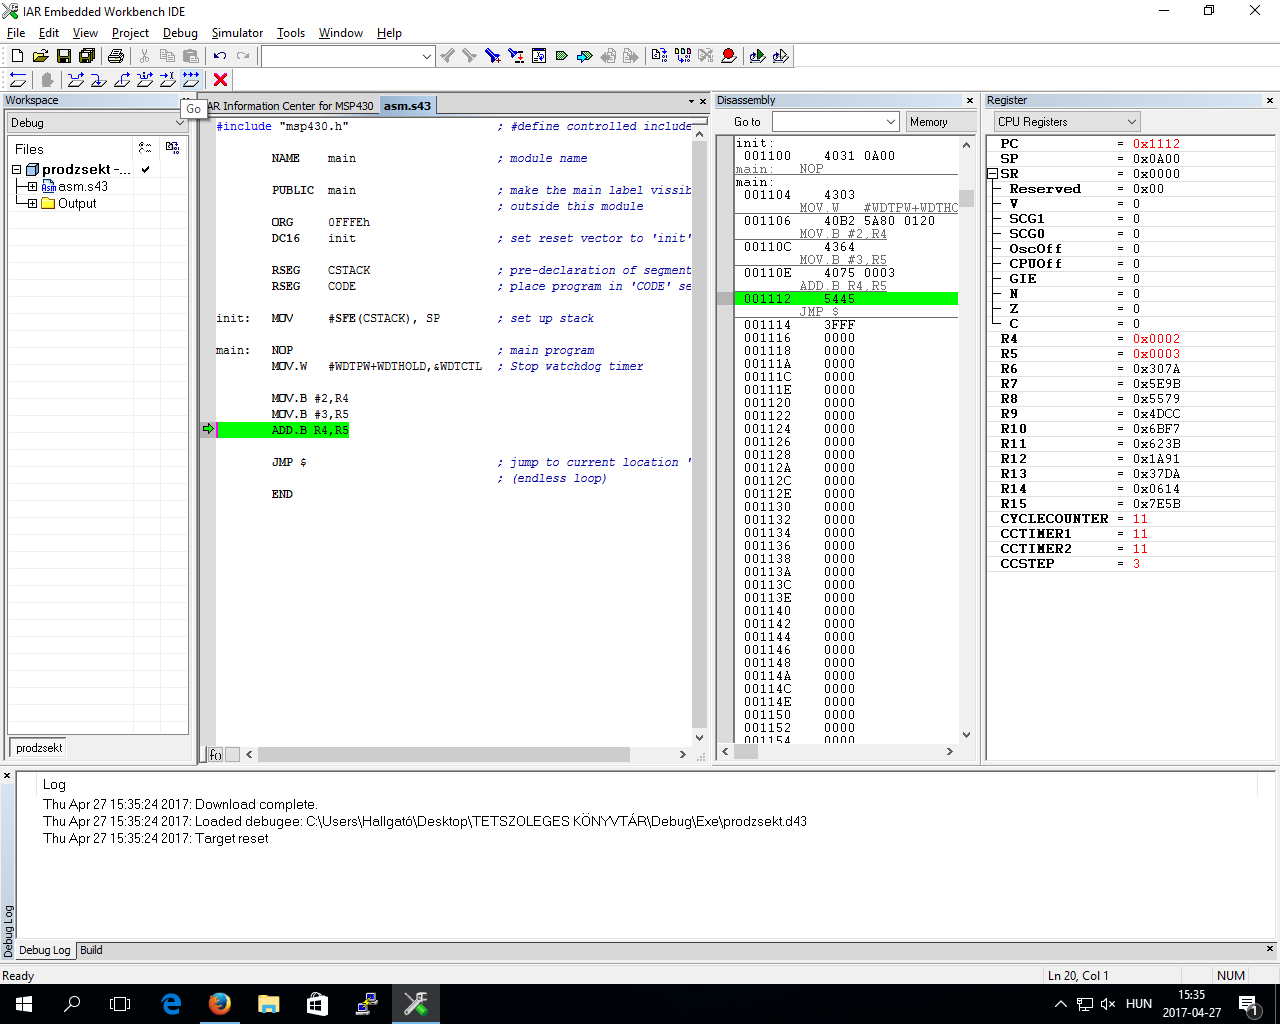 IAR Embedded Workbench IDE
File Edit View Project Debug Simulator Tools Window Help
Workspace
Go
Debug
Files
prodzsekt -...
asm.s43
Output
prodzsekt
IAR Information Center for MSP430 asm.s43
#include "msp430.h" ; #define controlled include
NAME main ; module name
PUBLIC main ; make the main label vissib
; outside this module
ORG 0FFFEh
DC16 init ; set reset vector to 'init'
RSEG CSTACK ; pre-declaration of segment
RSEG CODE ; place program in 'CODE' se
init: MOV #SFE(CSTACK), SP ; set up stack
main: NOP ; main program
MOV.W #WDTPW+WDTHOLD,&WDTCTL ; Stop watchdog timer
MOV.B #2,R4
MOV.B #3,R5
ADD.B R4,R5
JMP $ ; jump to current location '
; (endless loop)
END
f()
Disassembly
Go to Memory
init:
001100 4031 0A00
main: NOP
main:
001104 4303
MOV.W #WDTPW+WDTHO
001106 40B2 5A80 0120
MOV.B #2,R4
00110C 4364
MOV.B #3,R5
00110E 4075 0003
ADD.B R4,R5
001112 5445
JMP $
001114 3FFF
001116 0000
001118 0000
00111A 0000
00111C 0000
00111E 0000
001120 0000
001122 0000
001124 0000
001126 0000
001128 0000
00112A 0000
00112C 0000
00112E 0000
001130 0000
001132 0000
001134 0000
001136 0000
001138 0000
00113A 0000
00113C 0000
00113E 0000
001140 0000
001142 0000
001144 0000
001146 0000
001148 0000
00114A 0000
00114C 0000
00114E 0000
001150 0000
001152 0000
001154 0000
Register
CPU Registers
PC = 0x1112
SP = 0x0A00
SR = 0x0000
Reserved = 0x00
V = 0
SCG1 = 0
SCG0 = 0
OscOff = 0
CPUOff = 0
GIE = 0
N = 0
Z = 0
C = 0
R4 = 0x0002
R5 = 0x0003
R6 = 0x307A
R7 = 0x5E9B
R8 = 0x5579
R9 = 0x4DCC
R10 = 0x6BF7
R11 = 0x623B
R12 = 0x1A91
R13 = 0x37DA
R14 = 0x0614
R15 = 0x7E5B
CYCLECOUNTER = 11
CCTIMER1 = 11
CCTIMER2 = 11
CCSTEP = 3
Log
Thu Apr 27 15:35:24 2017: Download complete.
Thu Apr 27 15:35:24 2017: Loaded debugee: C:\Users\Hallgató\Desktop\TETSZOLEGES KÖNYVTÁR\Debug\Exe\prodzsekt.d43
Thu Apr 27 15:35:24 2017: Target reset
Debug Log
Debug Log Build
Ready Ln 20, Col 1 NUM
HUN 15:35
2017-04-27
1